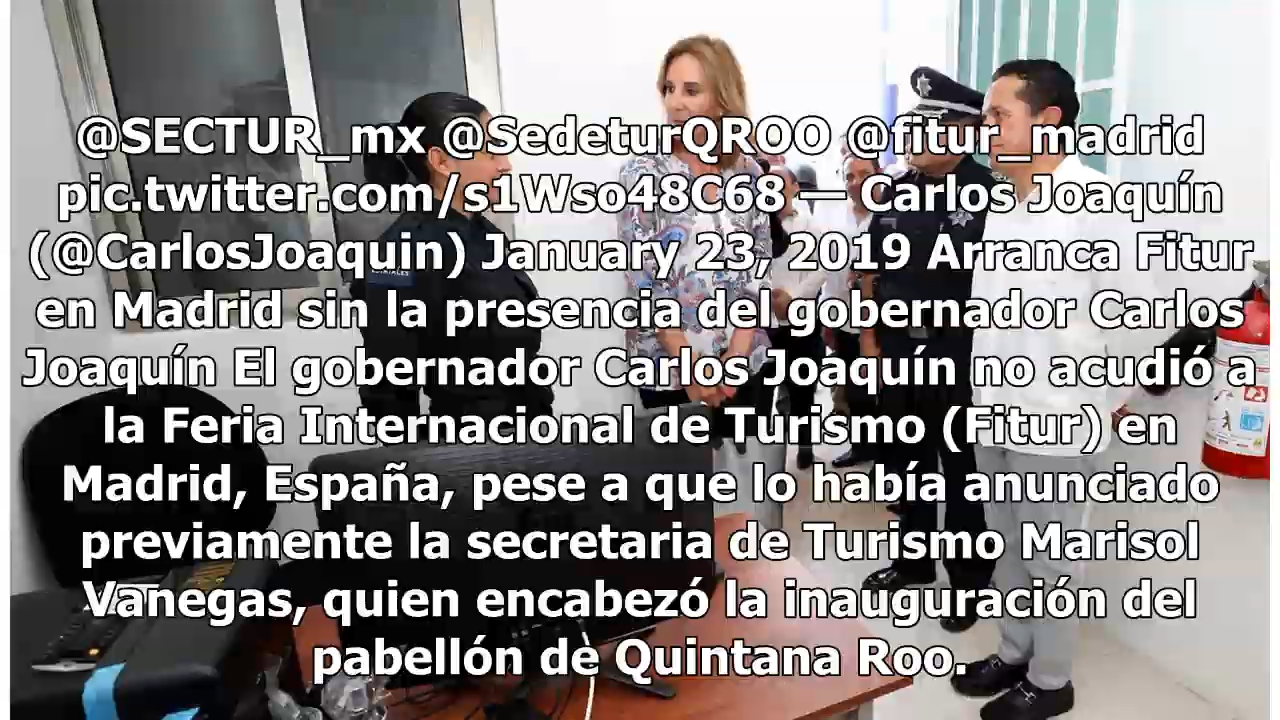 @SECTUR_mx @SedeturQROO @fitur_madrid
pic.twitter.com/s1Wso48C68 — Carlos Joaquín
(@CarlosJoaquin) January 23, 2019 Arranca Fitur
en Madrid sin la presencia del gobernador Carlos
Joaquín El gobernador Carlos Joaquín no acudió a
la Feria Internacional de Turismo (Fitur) en
Madrid, España, pese a que lo había anunciado
previamente la secretaria de Turismo Marisol
Vanegas, quien encabezó la inauguración del
pabellón de Quintana Roo.